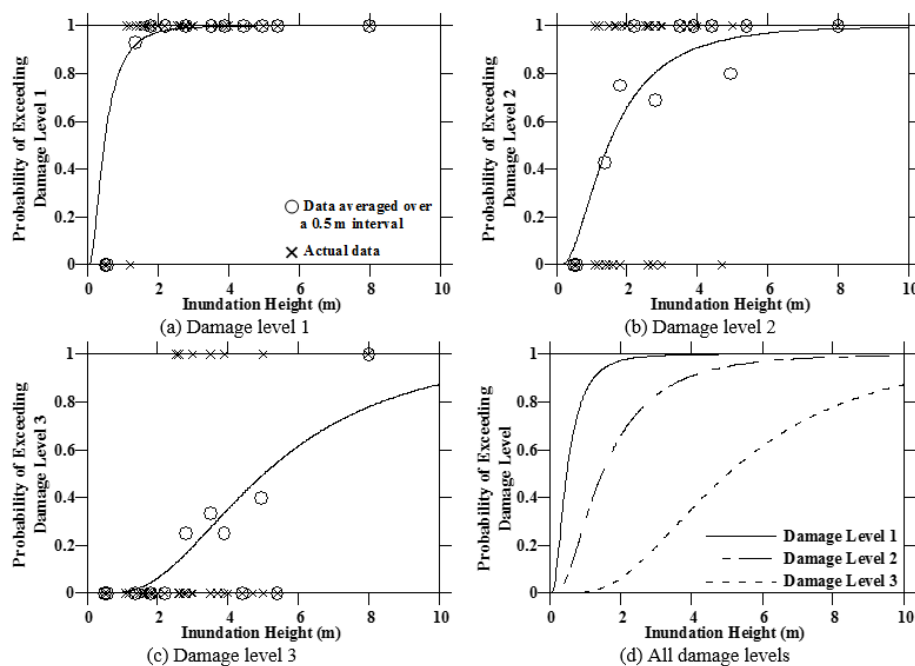 Probability of Exceeding
Damage Level 1
1
0.8
0.6
0.4
0.2
0
Data averaged over
a 0.5 m interval
Actual data
0 2 4 6 8 10
Inundation Height (m)
(a) Damage level 1
Probability of Exceeding
Damage Level 2
1
0.8
0.6
0.4
0.2
0
0 2 4 6 8 10
Inundation Height (m)
(b) Damage level 2
Probability of Exceeding
Damage Level 3
1
0.8
0.6
0.4
0.2
0
0 2 4 6 8 10
Inundation Height (m)
(c) Damage level 3
Probability of Exceeding
Damage Level
1
0.8
0.6
0.4
0.2
0
Damage Level 1
Damage Level 2
Damage Level 3
0 2 4 6 8 10
Inundation Height (m)
(d) All damage levels